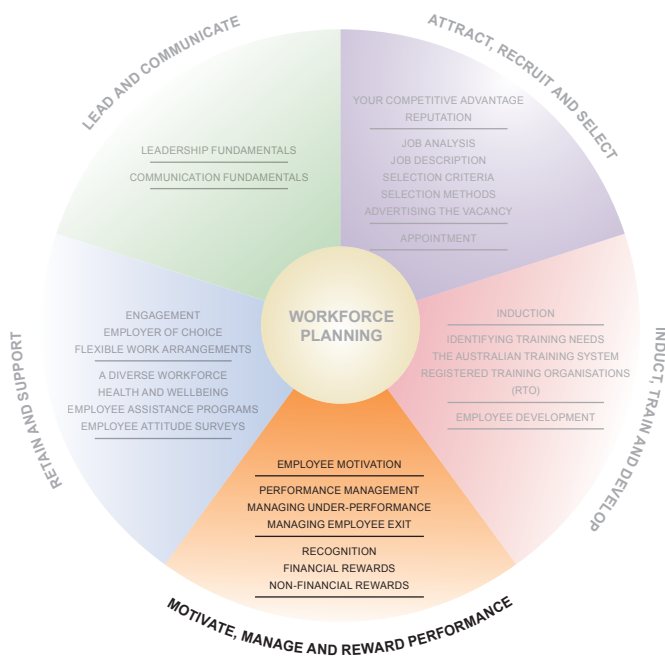 LEAD AND COMMUNICATE
LEADERSHIP FUNDAMENTALS
COMMUNICATION FUNDAMENTALS
ATTRACT, RECRUIT AND SELECT
YOUR COMPETITIVE ADVANTAGE
REPUTATION
JOB ANALYSIS
JOB DESCRIPTION
SELECTION CRITERIA
SELECTION METHODS
ADVERTISING THE VACANCY
APPOINTMENT
WORKFORCE
PLANNING
INDUCT, TRAIN AND DEVELOP
INDUCTION
IDENTIFYING TRAINING NEEDS
THE AUSTRALIAN TRAINING SYSTEM
REGISTERED TRAINING ORGANISATIONS
(RTO)
EMPLOYEE DEVELOPMENT
RETAIN AND SUPPORT
ENGAGEMENT
EMPLOYER OF CHOICE
FLEXIBLE WORK ARRANGEMENTS
A DIVERSE WORKFORCE
HEALTH AND WELLBEING
EMPLOYEE ASSISTANCE PROGRAMS
EMPLOYEE ATTITUDE SURVEYS
EMPLOYEE MOTIVATION
PERFORMANCE MANAGEMENT
MANAGING UNDER-PERFORMANCE
MANAGING EMPLOYEE EXIT
RECOGNITION
FINANCIAL REWARDS
NON-FINANCIAL REWARDS
MOTIVATE, MANAGE AND REWARD PERFORMANCE